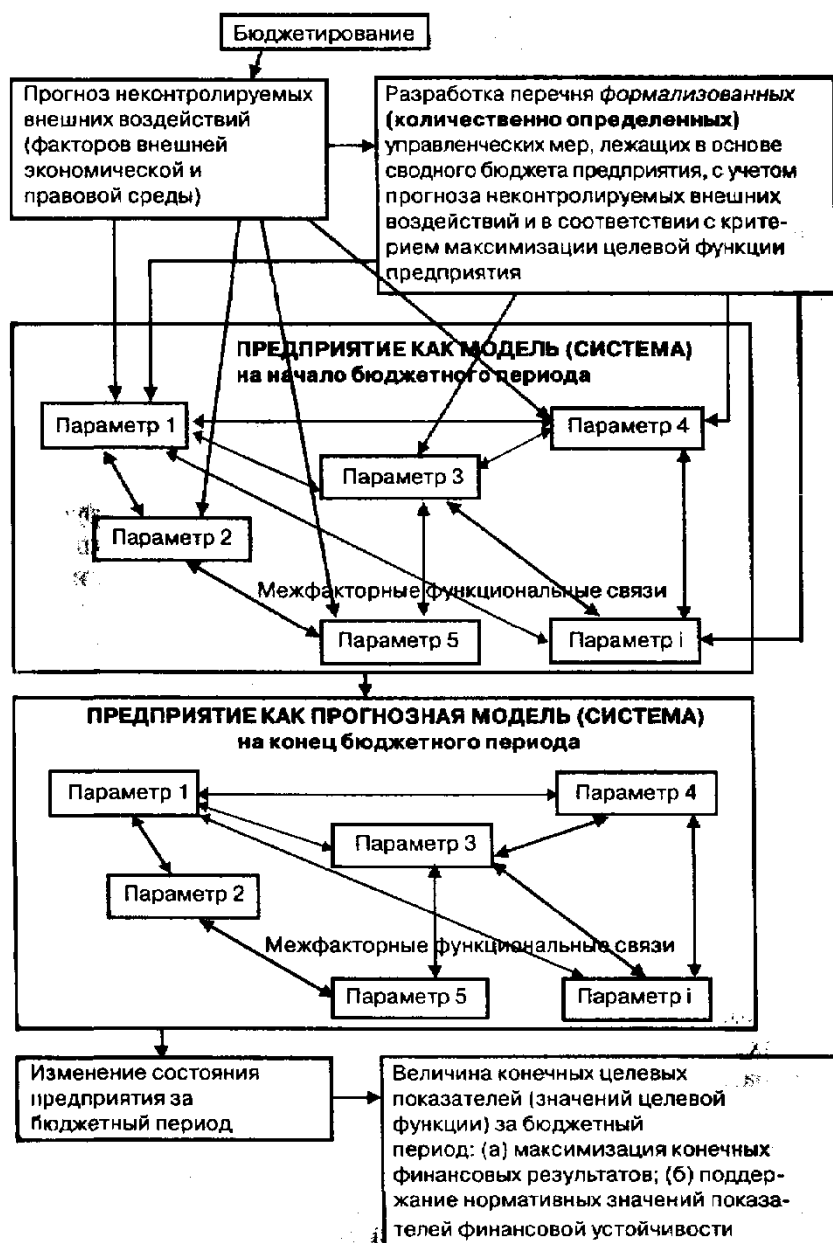 Бюджетирование
Прогноз неконтролируемых
внешних воздействий
(факторов внешней
экономической и
правовой среды)
Разработка перечня формализованных
(количественно определенных)
управленческих мер, лежащих в основе
сводного бюджета предприятия, с учетом
прогноза неконтролируемых внешних
воздействий и в соответствии с крите-
рием максимизации целевой функции
предприятия
ПРЕДПРИЯТИЕ КАК МОДЕЛЬ (СИСТЕМА)
на начало бюджетного периода
Параметр 1
Параметр 4
Параметр 3
Параметр 2
Межфакторные функциональные связи
Параметр 5
Параметр i
ПРЕДПРИЯТИЕ КАК ПРОГНОЗНАЯ МОДЕЛЬ (СИСТЕМА)
на конец бюджетного периода
Параметр 1
Параметр 4
Параметр 3
Параметр 2
Межфакторные функциональные связи
Параметр 5
Параметр i
Изменение состояния
предприятия за
бюджетный период
Величина конечных целевых
показателей (значений целевой
функции) за бюджетный
период: (а) максимизация конечных
финансовых результатов; (б) поддер-
жание нормативных значений показа-
телей финансовой устойчивости